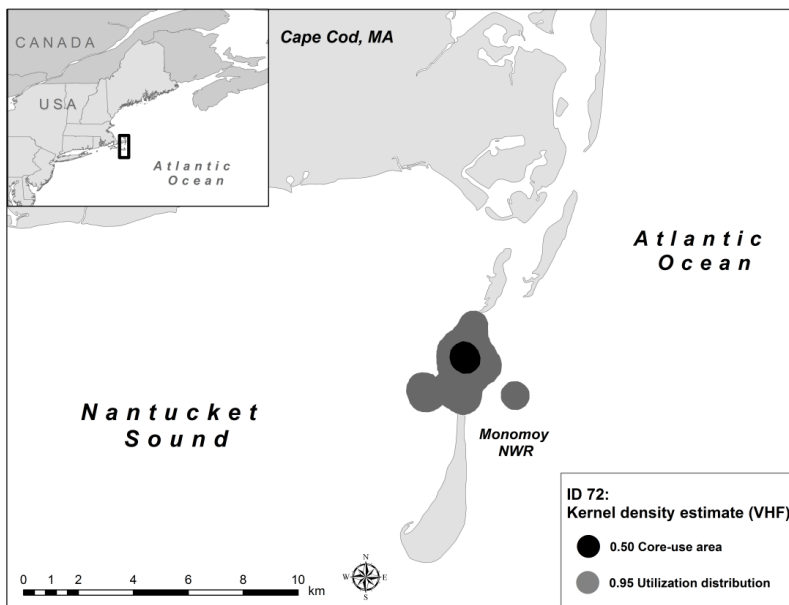 CANADA
USA
Atlantic
Ocean
Cape Cod, MA
Atlantic
Ocean
Nantucket
Sound
Monomoy
NWR
ID 72:
Kernel density estimate (VHF)
0.50 Core-use area
0.95 Utilization distribution
0 2 4 6 8 10
km
N
W E
S